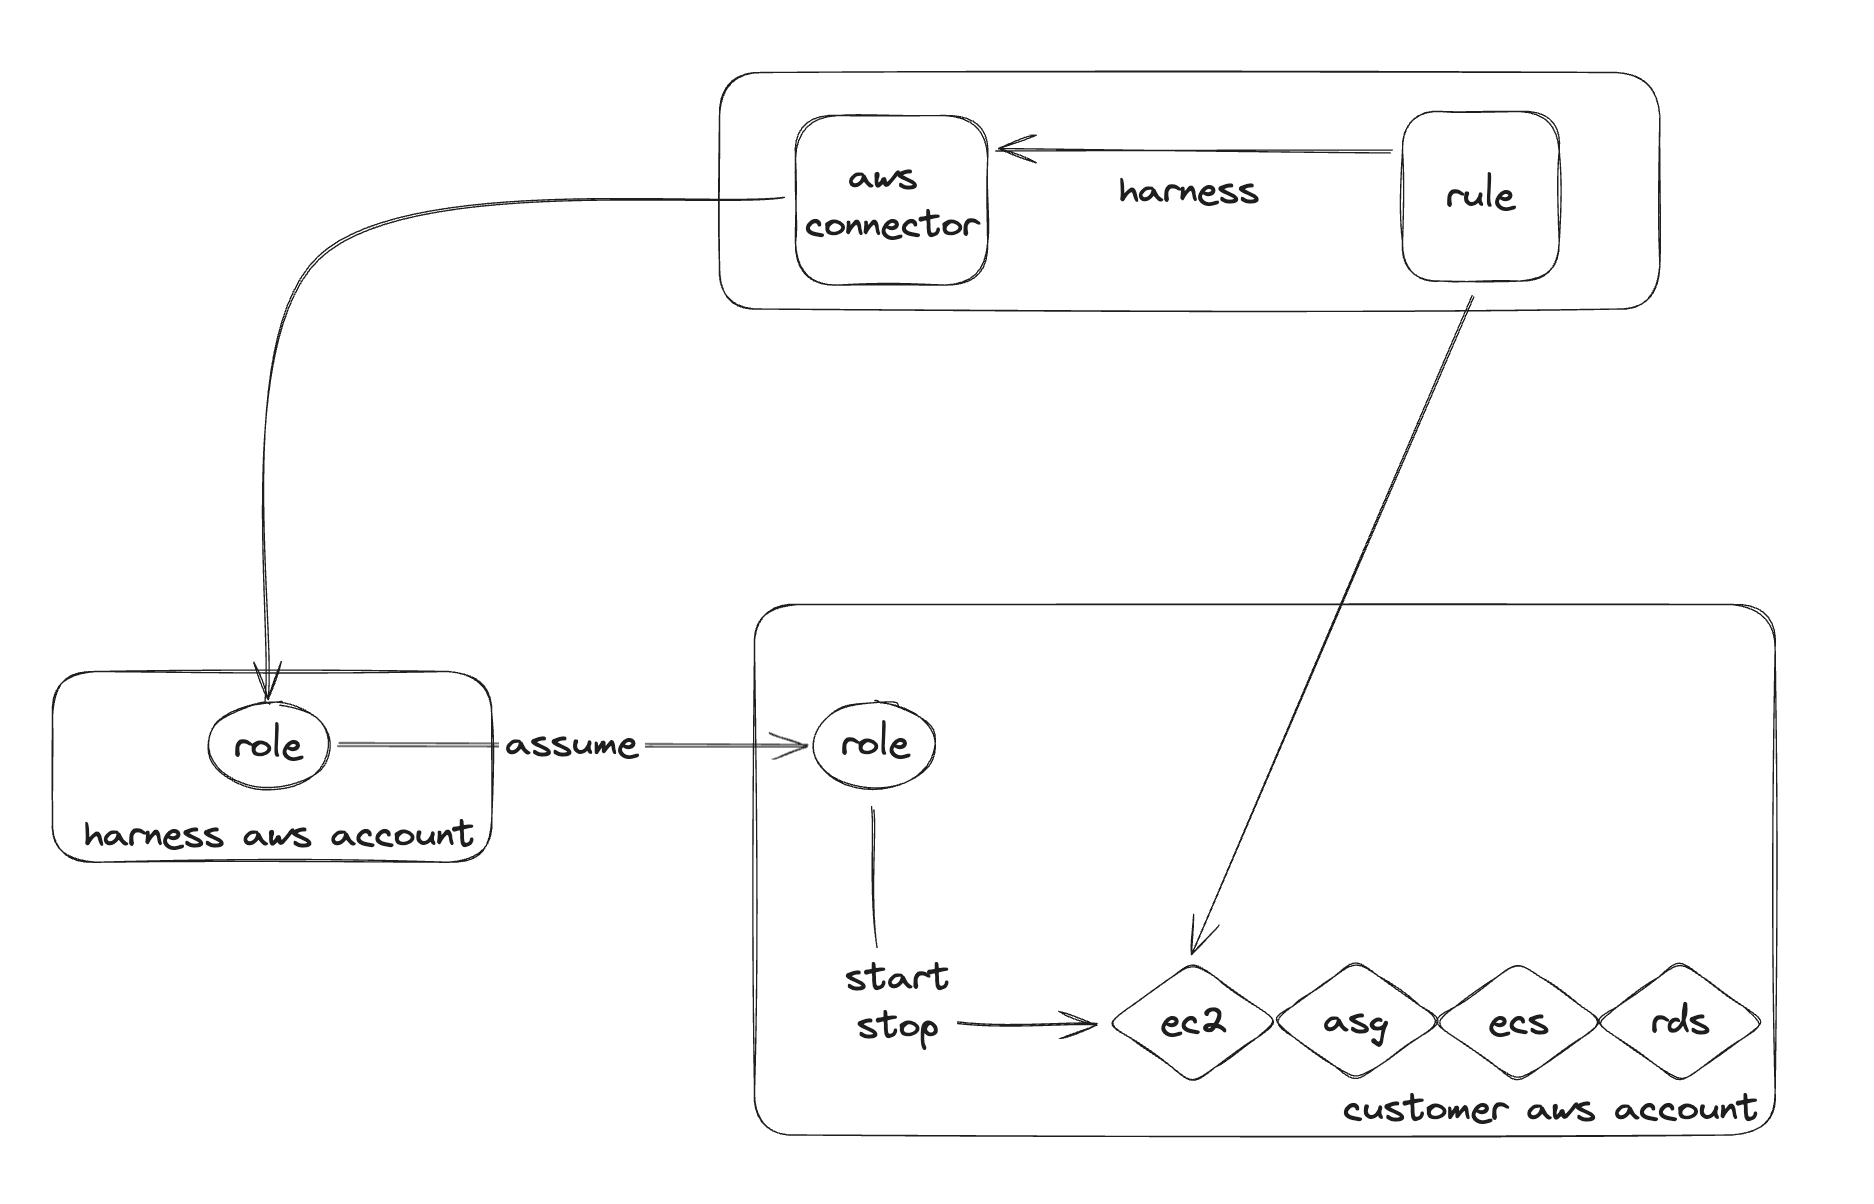 aws
connector
harness
rule
role
assume
role
harness aws account
start
stop
ec2
asg
ecs
rds
customer aws account